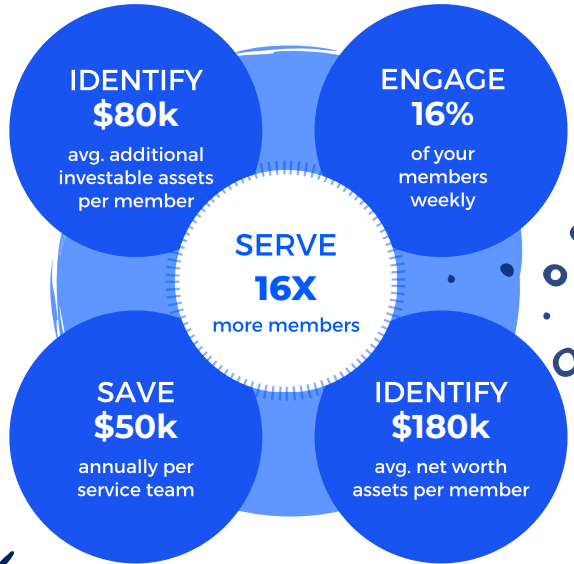 IDENTIFY
$80k
avg. additional
investable assets
per member
ENGAGE
16%
of your
members
weekly
SERVE
16X
more members
SAVE
$50k
annually per
service team
IDENTIFY
$180k
avg. net worth
assets per member